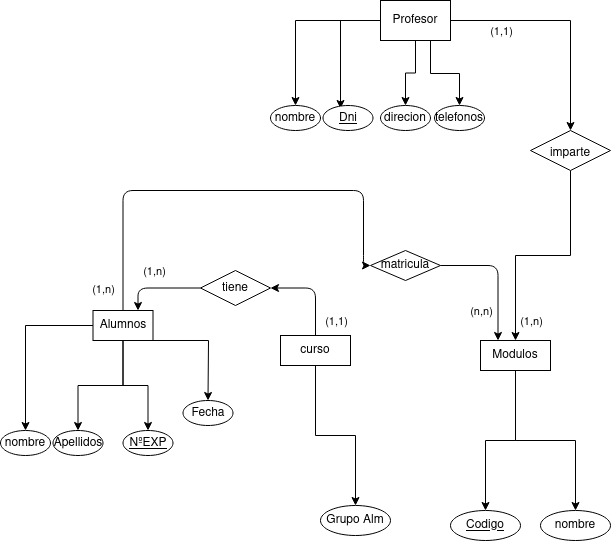 Profesor
(1,1)
nombre
Dni
direcion
telefonos
imparte
matricula
(1,n)
tiene
(1,n)
(n,n)
(1,1)
(1,n)
Alumnos
curso
Modulos
Fecha
nombre
Apellidos
NºEXP
Grupo Alm
Codigo
nombre